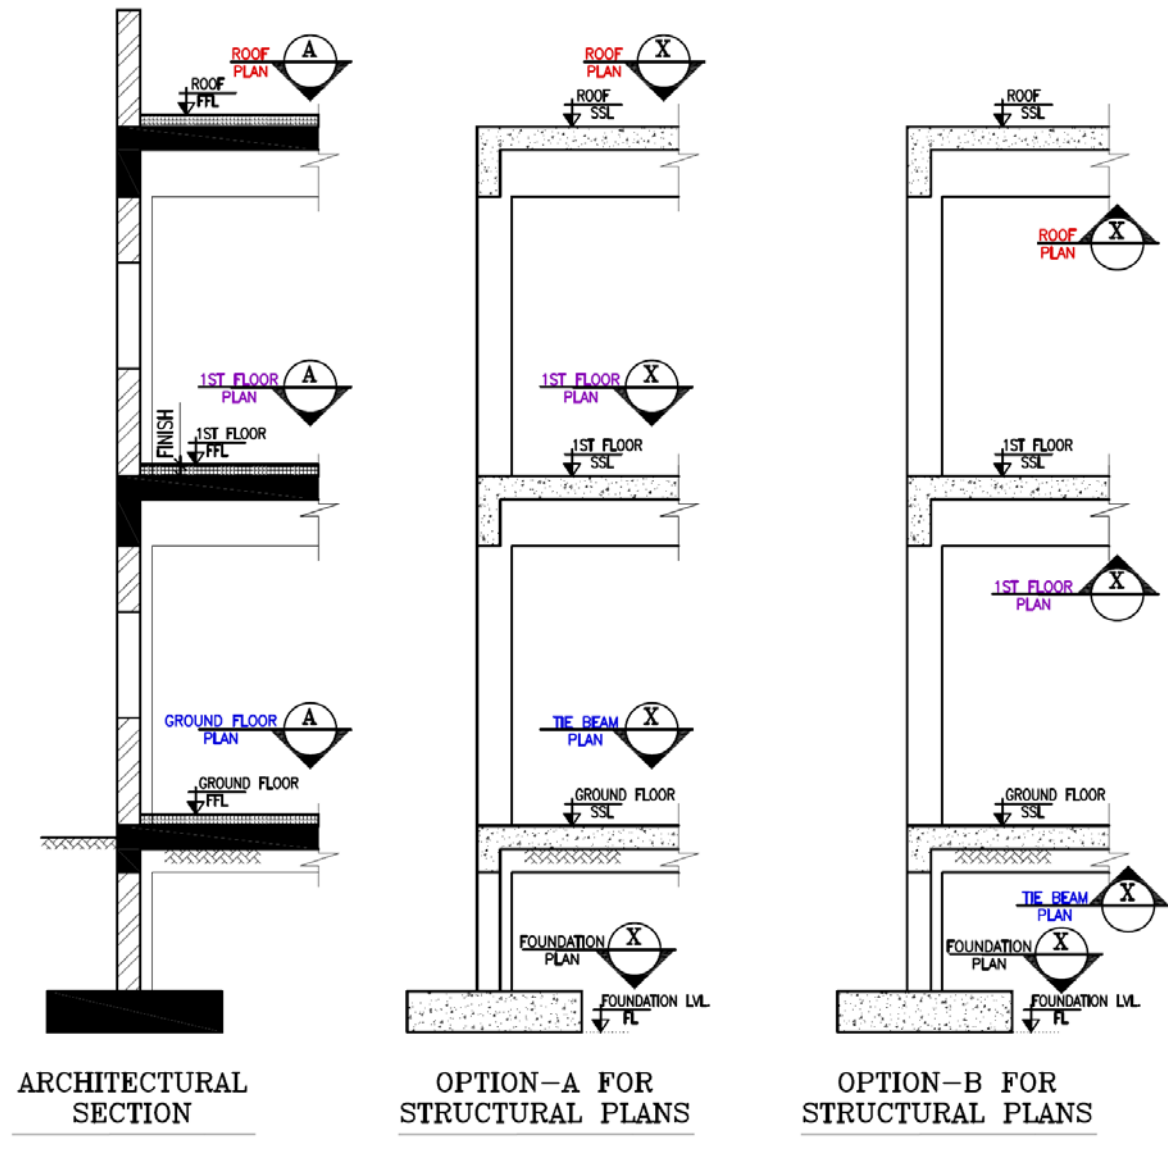 ROOF
PLAN
A
ROOF
FFL
1ST FLOOR
PLAN
A
FINISH
1ST FLOOR
FFL
GROUND FLOOR
PLAN
A
GROUND FLOOR
FFL
ARCHITECTURAL
SECTION
ROOF
PLAN
X
ROOF
SSL
1ST FLOOR
PLAN
X
1ST FLOOR
SSL
TIE BEAM
PLAN
X
GROUND FLOOR
SSL
FOUNDATION
PLAN
X
FOUNDATION LVL.
FL
OPTION-A FOR
STRUCTURAL PLANS
ROOF
SSL
ROOF
PLAN
X
1ST FLOOR
SSL
1ST FLOOR
PLAN
X
GROUND FLOOR
SSL
TIE BEAM
PLAN
X
FOUNDATION
PLAN
X
FOUNDATION LVL.
FL
OPTION-B FOR
STRUCTURAL PLANS